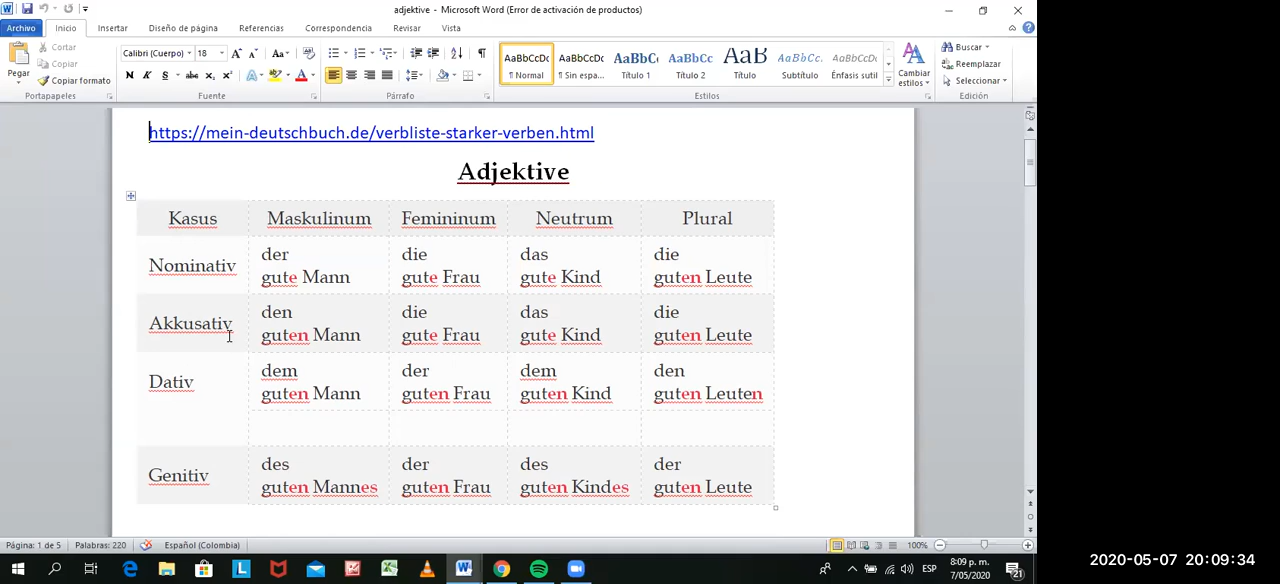 adjektive - Microsoft Word (Error de activación de productos)
Archivo Inicio Insertar Diseño de página Referencias Correspondencia Revisar Vista
Pegar
Cortar
Copiar
Copiar formato
Portapapeles
Calibri (Cuerpo) 18
Fuente
Párrafo
AaBbCcDc AaBbCcDc AaBbC AaBbCc AaB AaBbCc. AaBbCcDc
¶ Normal ¶ Sin espa... Título 1 Título 2 Título Subtítulo Énfasis sutil
Cambiar estilos
Estilos
Buscar
Reemplazar
Seleccionar
Edición
https://mein-deutschbuch.de/verbliste-starker-verben.html
Adjektive
Kasus Maskulinum Femininum Neutrum Plural
Nominativ
der die das die
gute Mann gute Frau gute Kind guten Leute
Akkusativ
den die das die
guten Mann gute Frau gute Kind guten Leute
Dativ
dem der dem den
guten Mann guten Frau guten Kind guten Leuten
Genitiv
des der des der
guten Mannes guten Frau guten Kindes guten Leute
Página: 1 de 5 Palabras: 220 Español (Colombia) 100%
ESP
8:09 p. m.
7/05/2020
21
2020-05-07 20:09:34